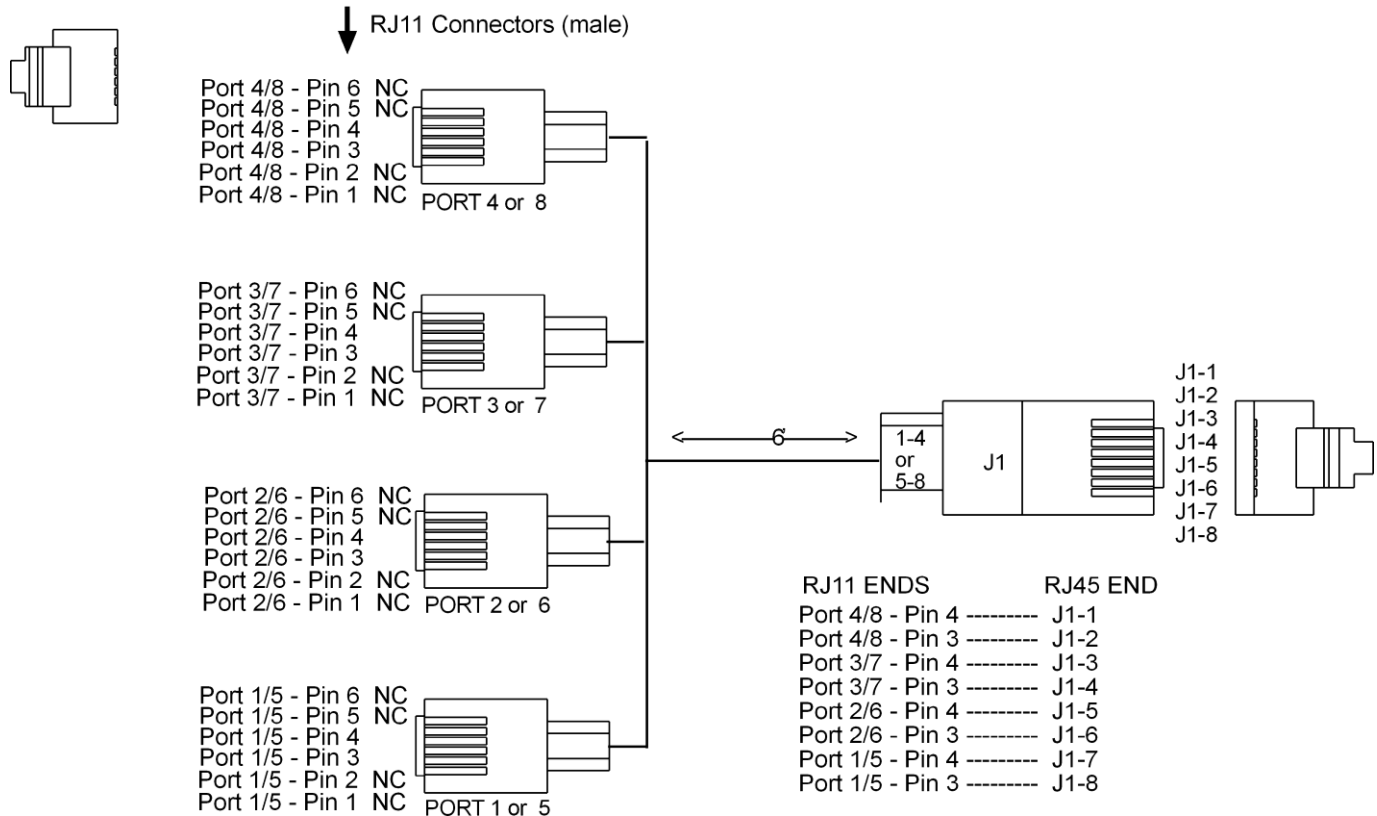 RJ11 Connectors (male)
Port 4/8 - Pin 6 NC
Port 4/8 - Pin 5 NC
Port 4/8 - Pin 4
Port 4/8 - Pin 3
Port 4/8 - Pin 2 NC
Port 4/8 - Pin 1 NC
PORT 4 or 8
Port 3/7 - Pin 6 NC
Port 3/7 - Pin 5 NC
Port 3/7 - Pin 4
Port 3/7 - Pin 3
Port 3/7 - Pin 2 NC
Port 3/7 - Pin 1 NC
PORT 3 or 7
Port 2/6 - Pin 6 NC
Port 2/6 - Pin 5 NC
Port 2/6 - Pin 4
Port 2/6 - Pin 3
Port 2/6 - Pin 2 NC
Port 2/6 - Pin 1 NC
PORT 2 or 6
Port 1/5 - Pin 6 NC
Port 1/5 - Pin 5 NC
Port 1/5 - Pin 4
Port 1/5 - Pin 3
Port 1/5 - Pin 2 NC
Port 1/5 - Pin 1 NC
PORT 1 or 5
6'
1-4
or
5-8
J1
J1-1
J1-2
J1-3
J1-4
J1-5
J1-6
J1-7
J1-8
RJ11 ENDS RJ45 END
Port 4/8 - Pin 4 --------- J1-1
Port 4/8 - Pin 3 --------- J1-2
Port 3/7 - Pin 4 --------- J1-3
Port 3/7 - Pin 3 --------- J1-4
Port 2/6 - Pin 4 --------- J1-5
Port 2/6 - Pin 3 --------- J1-6
Port 1/5 - Pin 4 --------- J1-7
Port 1/5 - Pin 3 --------- J1-8